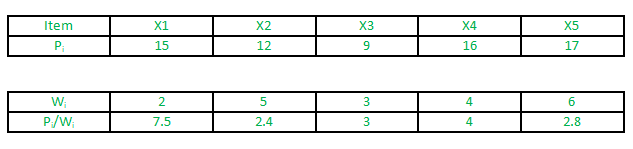 Item X1 X2 X3 X4 X5
Pi 15 12 9 16 17
Wi 2 5 3 4 6
Pi/Wi 7.5 2.4 3 4 2.8